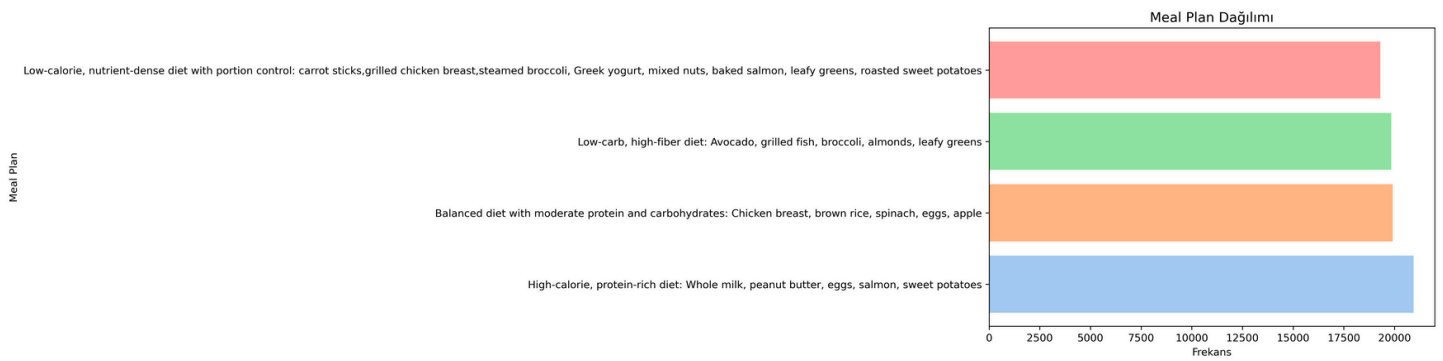 Meal Plan Dağılımı
Low-calorie, nutrient-dense diet with portion control: carrot sticks,grilled chicken breast,steamed broccoli, Greek yogurt, mixed nuts, baked salmon, leafy greens, roasted sweet potatoes
Low-carb, high-fiber diet: Avocado, grilled fish, broccoli, almonds, leafy greens
Meal Plan
Balanced diet with moderate protein and carbohydrates: Chicken breast, brown rice, spinach, eggs, apple
High-calorie, protein-rich diet: Whole milk, peanut butter, eggs, salmon, sweet potatoes
0 2500 5000 7500 10000 12500 15000 17500 20000
Frekans